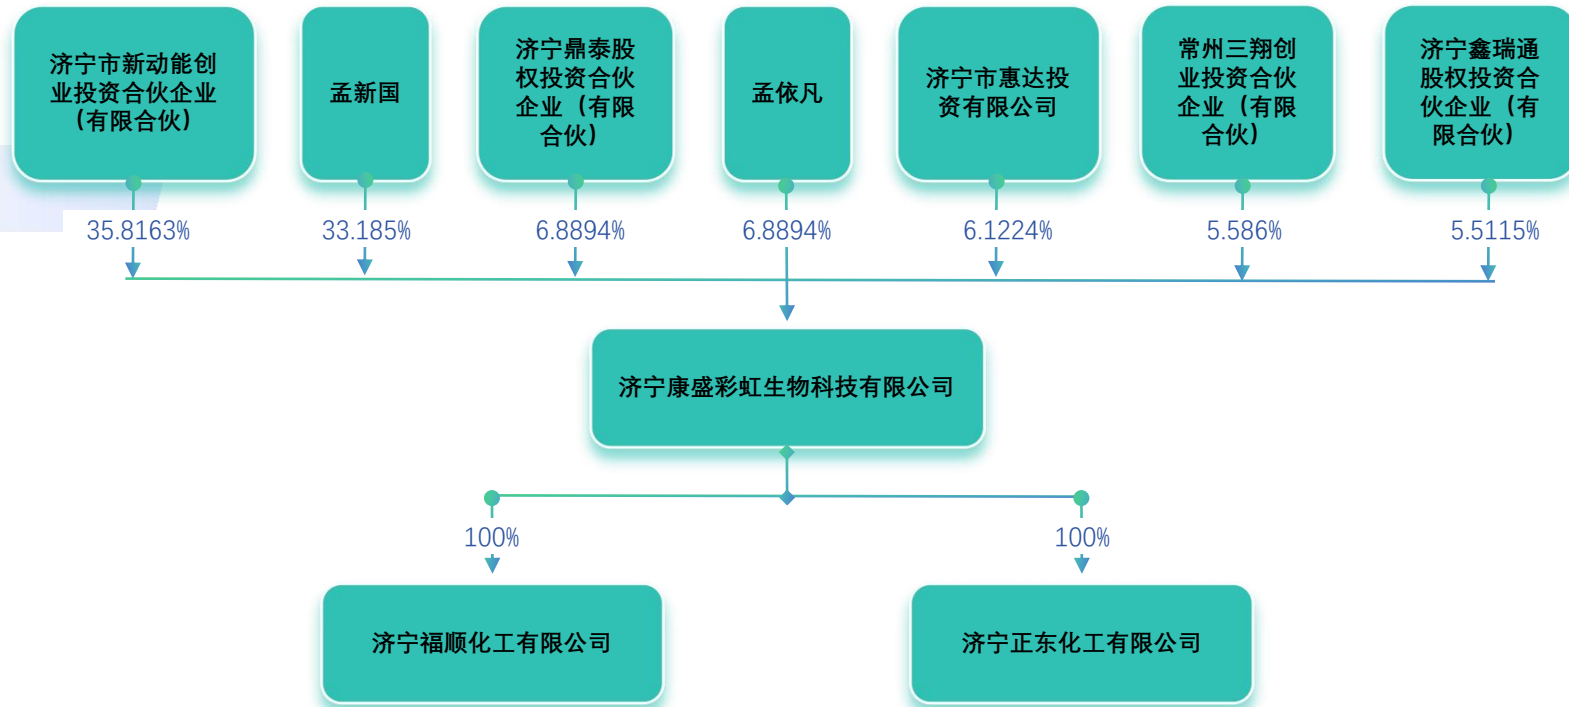 济宁市新动能创
业投资合伙企业
(有限合伙)
孟新国
济宁鼎泰股
权投资合伙
企业（有限
合伙）
孟依凡
济宁市惠达投
资有限公司
常州三翔创
业投资合伙
企业（有限
合伙）
济宁鑫瑞通
股权投资合
伙企业（有
限合伙）
35.8163%
33.185%
6.8894%
6.8894%
6.1224%
5.586%
5.5115%
济宁康盛彩虹生物科技有限公司
100%
100%
济宁福顺化工有限公司
济宁正东化工有限公司